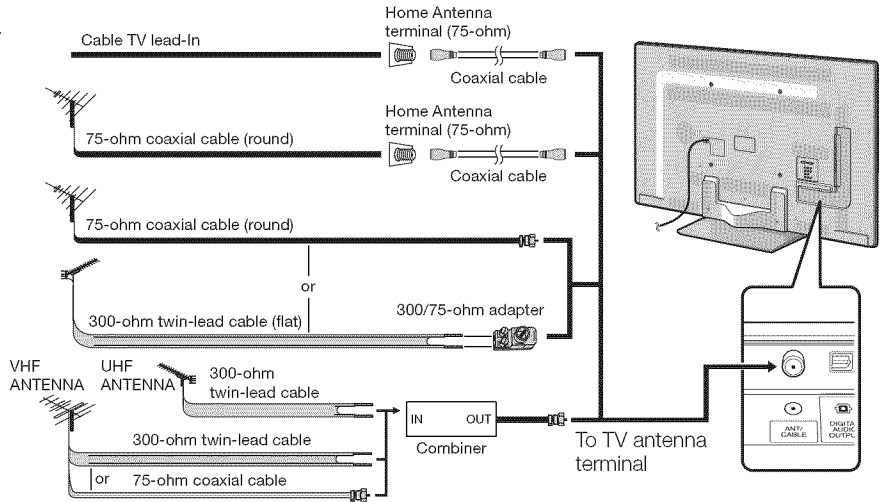 Cable TV lead-In
Home Antenna
terminal (75-ohm)
Coaxial cable
75-ohm coaxial cable (round)
Home Antenna
terminal (75-ohm)
Coaxial cable
75-ohm coaxial cable (round)
or
300-ohm twin-lead cable (flat)
300/75-ohm adapter
VHF
ANTENNA
UHF
ANTENNA
300-ohm
twin-lead cable
IN OUT
Combiner
300-ohm twin-lead cable
or 75-ohm coaxial cable
To TV antenna
terminal
ANT/
CABLE
DIGITA
AUDIO
OUTPU